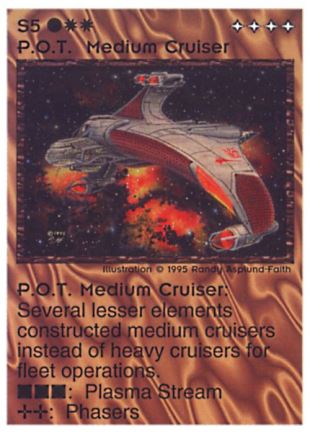 S5
P.O.T. Medium Cruiser
© 1995
Illustration © 1995 Randy Asplund-Faith
P.O.T. Medium Cruiser:
Several lesser elements
constructed medium cruisers
instead of heavy cruisers for
fleet operations.
: Plasma Stream
: Phasers